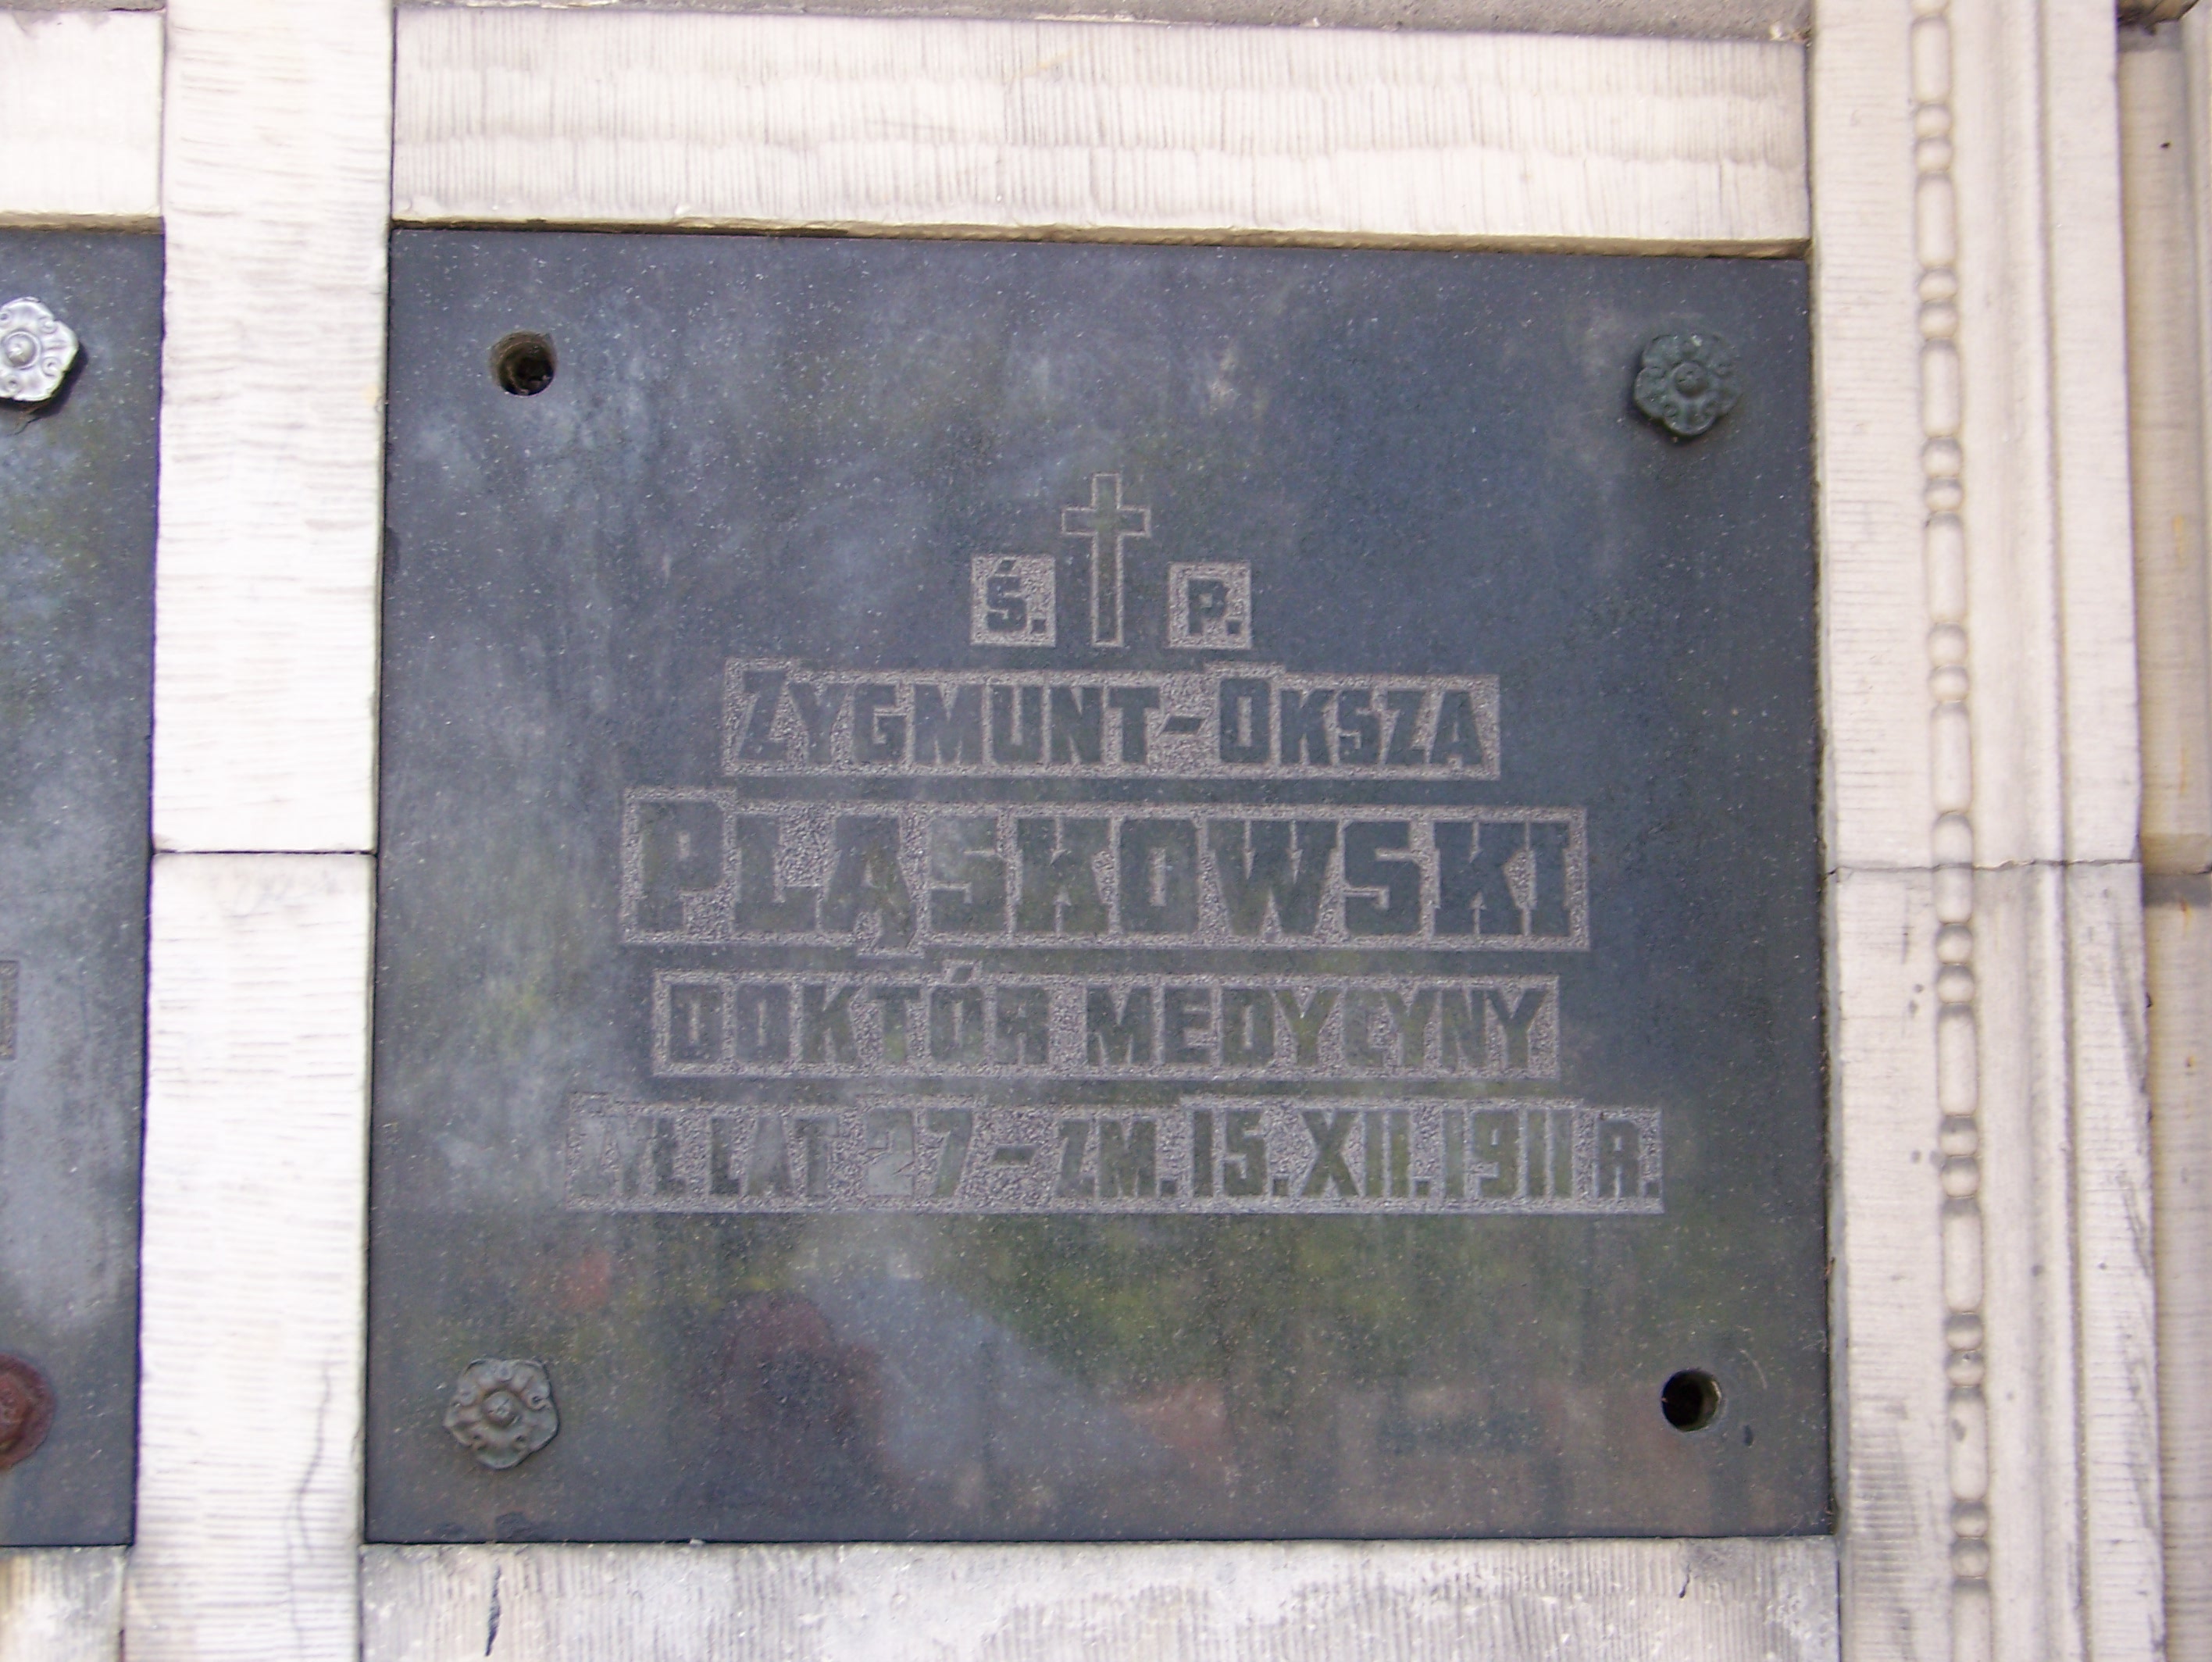 Ś. P.
ZYGMUNT-OKSZA
PLĄSKOWSKI
DOKTÓR MEDYCYNY
ŻYŁ LAT 27 - ZM. 15. XII. 1911 R.